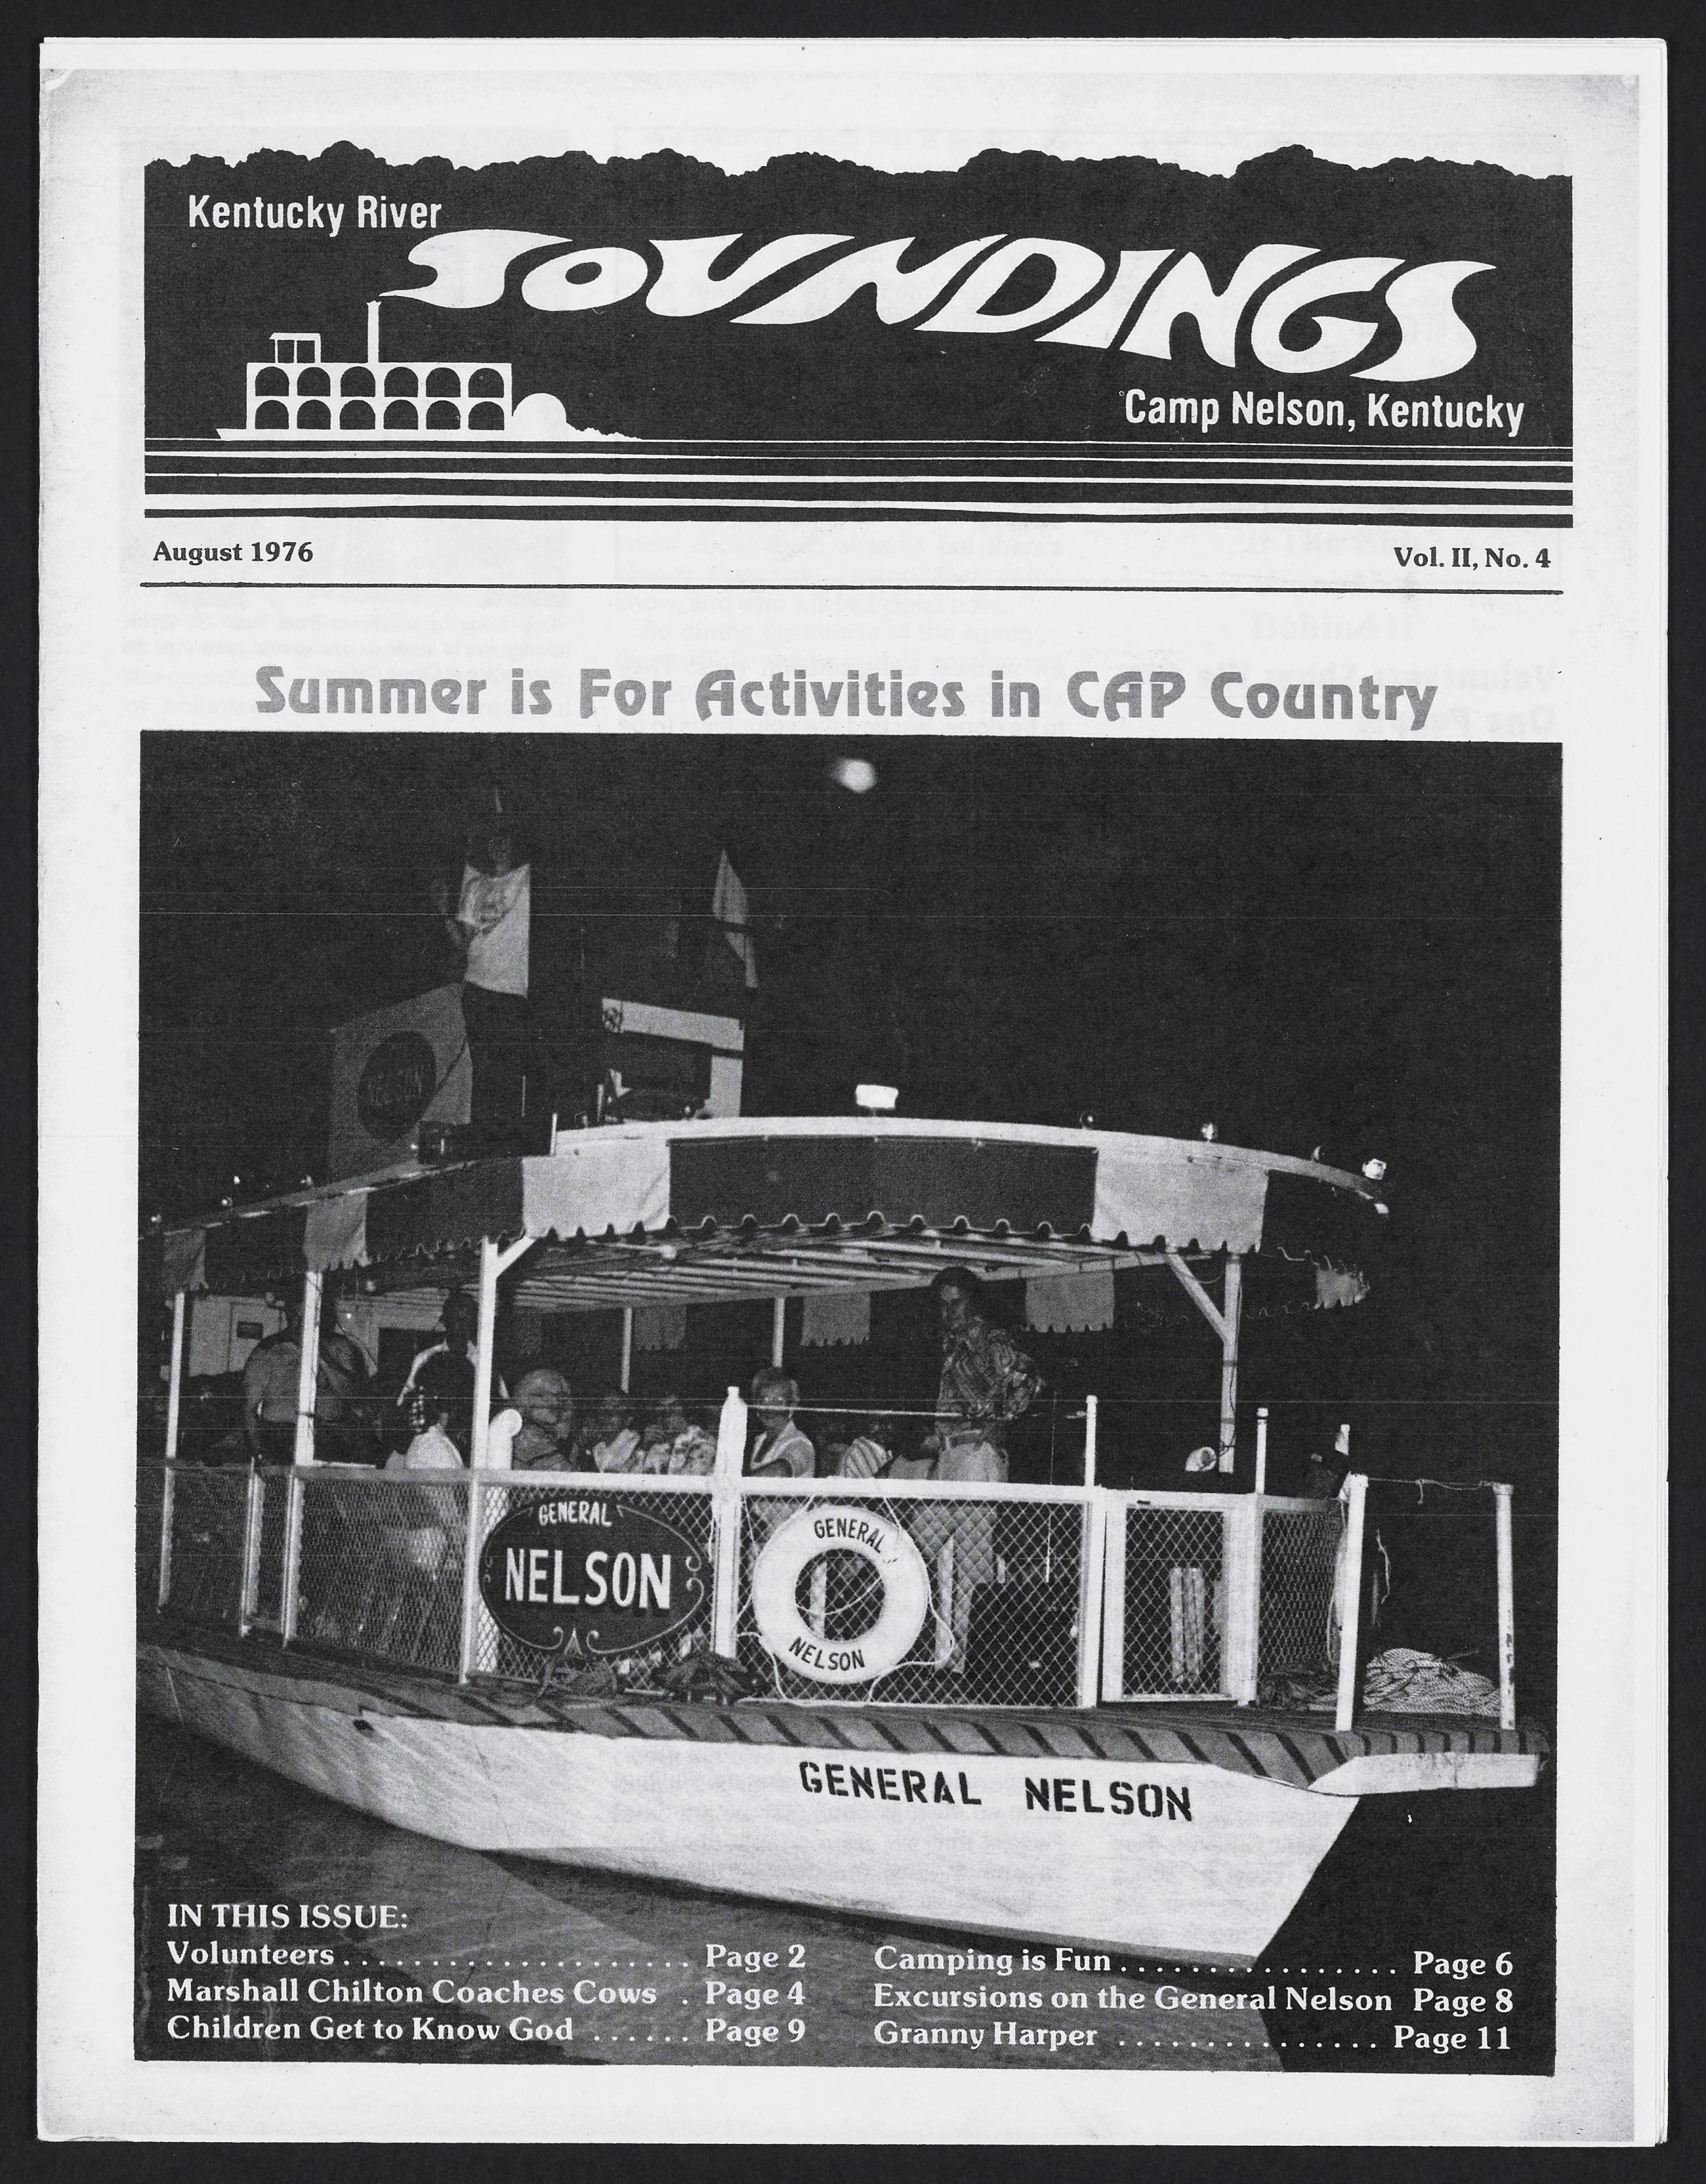 Kentucky River
SOUNDINGS
Camp Nelson, Kentucky
August 1976
Vol. II, No. 4
Summer is For Activities in CAP Country
NELSON
GENERAL
NELSON
GENERAL
NELSON
GENERAL NELSON
IN THIS ISSUE:
Volunteers . . . . . . . . . . . . . . . . . . . . . Page 2
Marshall Chilton Coaches Cows . Page 4
Children Get to Know God . . . . . . Page 9
Camping is Fun . . . . . . . . . . . . . . . . . Page 6
Excursions on the General Nelson Page 8
Granny Harper . . . . . . . . . . . . . . . . Page 11